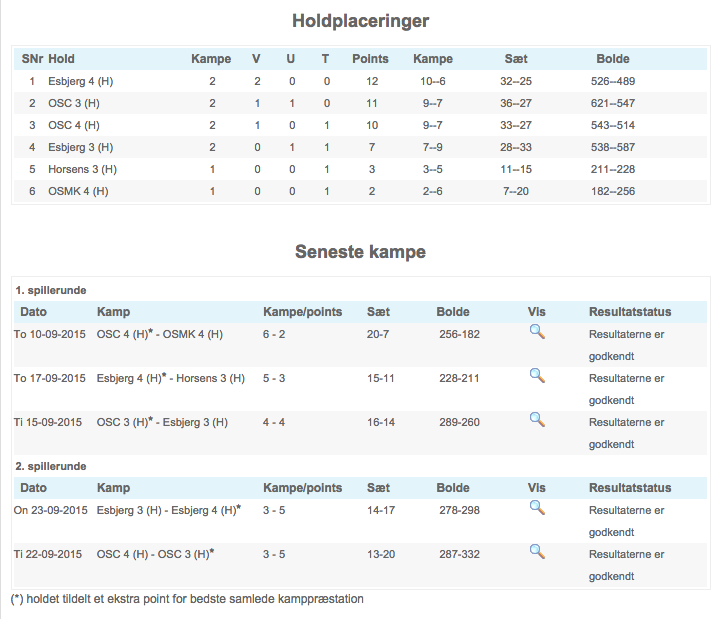 Holdplaceringer
SNr Hold Kampe V U T Points Kampe Sæt Bolde
1 Esbjerg 4 (H) 2 2 0 0 12 10--6 32--25 526--489
2 OSC 3 (H) 2 1 1 0 11 9--7 36--27 621--547
3 OSC 4 (H) 2 1 0 1 10 9--7 33--27 543--514
4 Esbjerg 3 (H) 2 0 1 1 7 7--9 28--33 538--587
5 Horsens 3 (H) 1 0 0 1 3 3--5 11--15 211--228
6 OSMK 4 (H) 1 0 0 1 2 2--6 7--20 182--256
Seneste kampe
1. spillerunde
Dato Kamp Kampe/points Sæt Bolde Vis Resultatstatus
To 10-09-2015 OSC 4 (H)* - OSMK 4 (H) 6 - 2 20-7 256-182 Resultaterne er
godkendt
To 17-09-2015 Esbjerg 4 (H)* - Horsens 3 (H) 5 - 3 15-11 228-211 Resultaterne er
godkendt
Ti 15-09-2015 OSC 3 (H)* - Esbjerg 3 (H) 4 - 4 16-14 289-260 Resultaterne er
godkendt
2. spillerunde
Dato Kamp Kampe/points Sæt Bolde Vis Resultatstatus
On 23-09-2015 Esbjerg 3 (H) - Esbjerg 4 (H)* 3 - 5 14-17 278-298 Resultaterne er
godkendt
Ti 22-09-2015 OSC 4 (H) - OSC 3 (H)* 3 - 5 13-20 287-332 Resultaterne er
godkendt
(*) holdet tildelt et ekstra point for bedste samlede kamppræstation